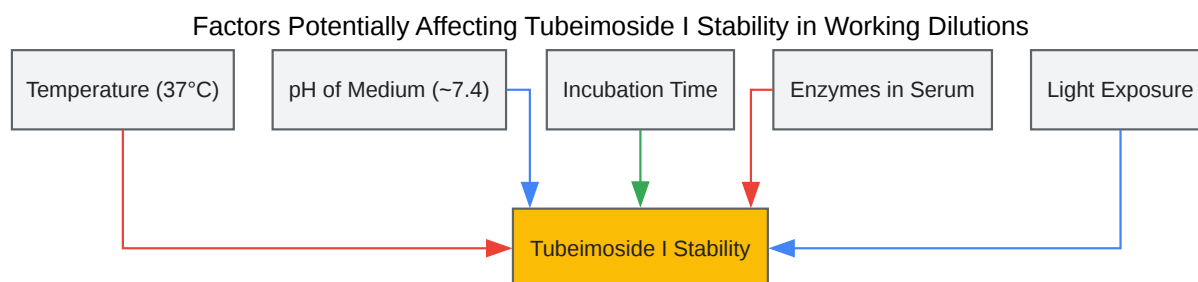 Factors Potentially Affecting Tubeimoside I Stability in Working Dilutions
Temperature (37°C)
pH of Medium (~7.4)
Incubation Time
Enzymes in Serum
Light Exposure
Tubeimoside I Stability